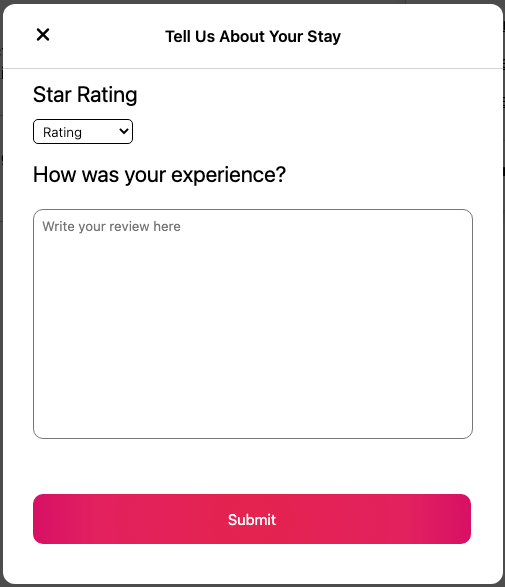 Tell Us About Your Stay
Star Rating
Rating
How was your experience?
Write your review here
Submit